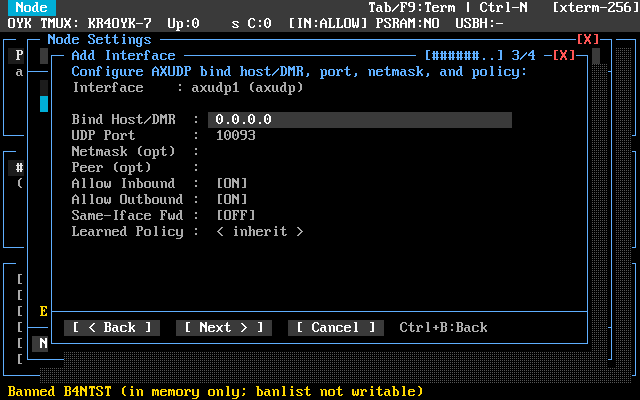 Node Tab/F9:Term | Ctrl-N [xterm-256]
OYK TMUX: KR4OYK-7 Up:0 s C:0 [IN:ALLOW] PSRAM:NO USBH:-
Node Settings [X]
P Add Interface [######..] 3/4 [X]
a Configure AXUDP bind host/DMR, port, netmask, and policy:
Interface : axudp1 (axudp)
Bind Host/DMR : 0.0.0.0
UDP Port : 10093
Netmask (opt) :
# Peer (opt) :
( Allow Inbound : [ON]
Allow Outbound : [ON]
Same-Iface Fwd : [OFF]
Learned Policy : < inherit >
[
[
[ E
[ [ < Back ] [ Next > ] [ Cancel ] Ctrl+B:Back
[ N
[
Banned B4NTST (in memory only; banlist not writable)